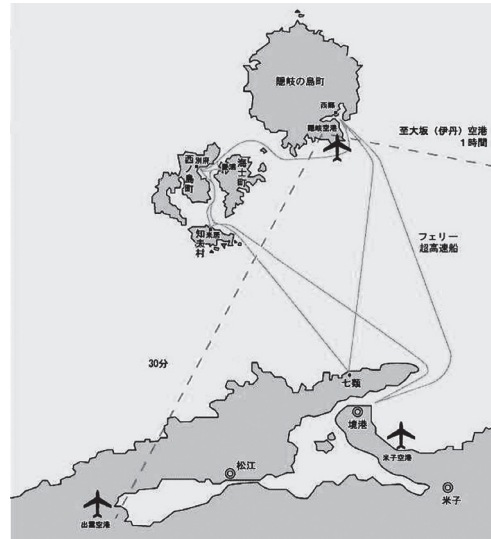 隠岐の島町
西郷
隠岐空港
至大坂（伊丹）空港
1時間
西ノ島町
別府
菱浦
海士町
知夫村
来居
フェリー
超高速船
30分
七類
境港
米子空港
松江
米子
出雲空港